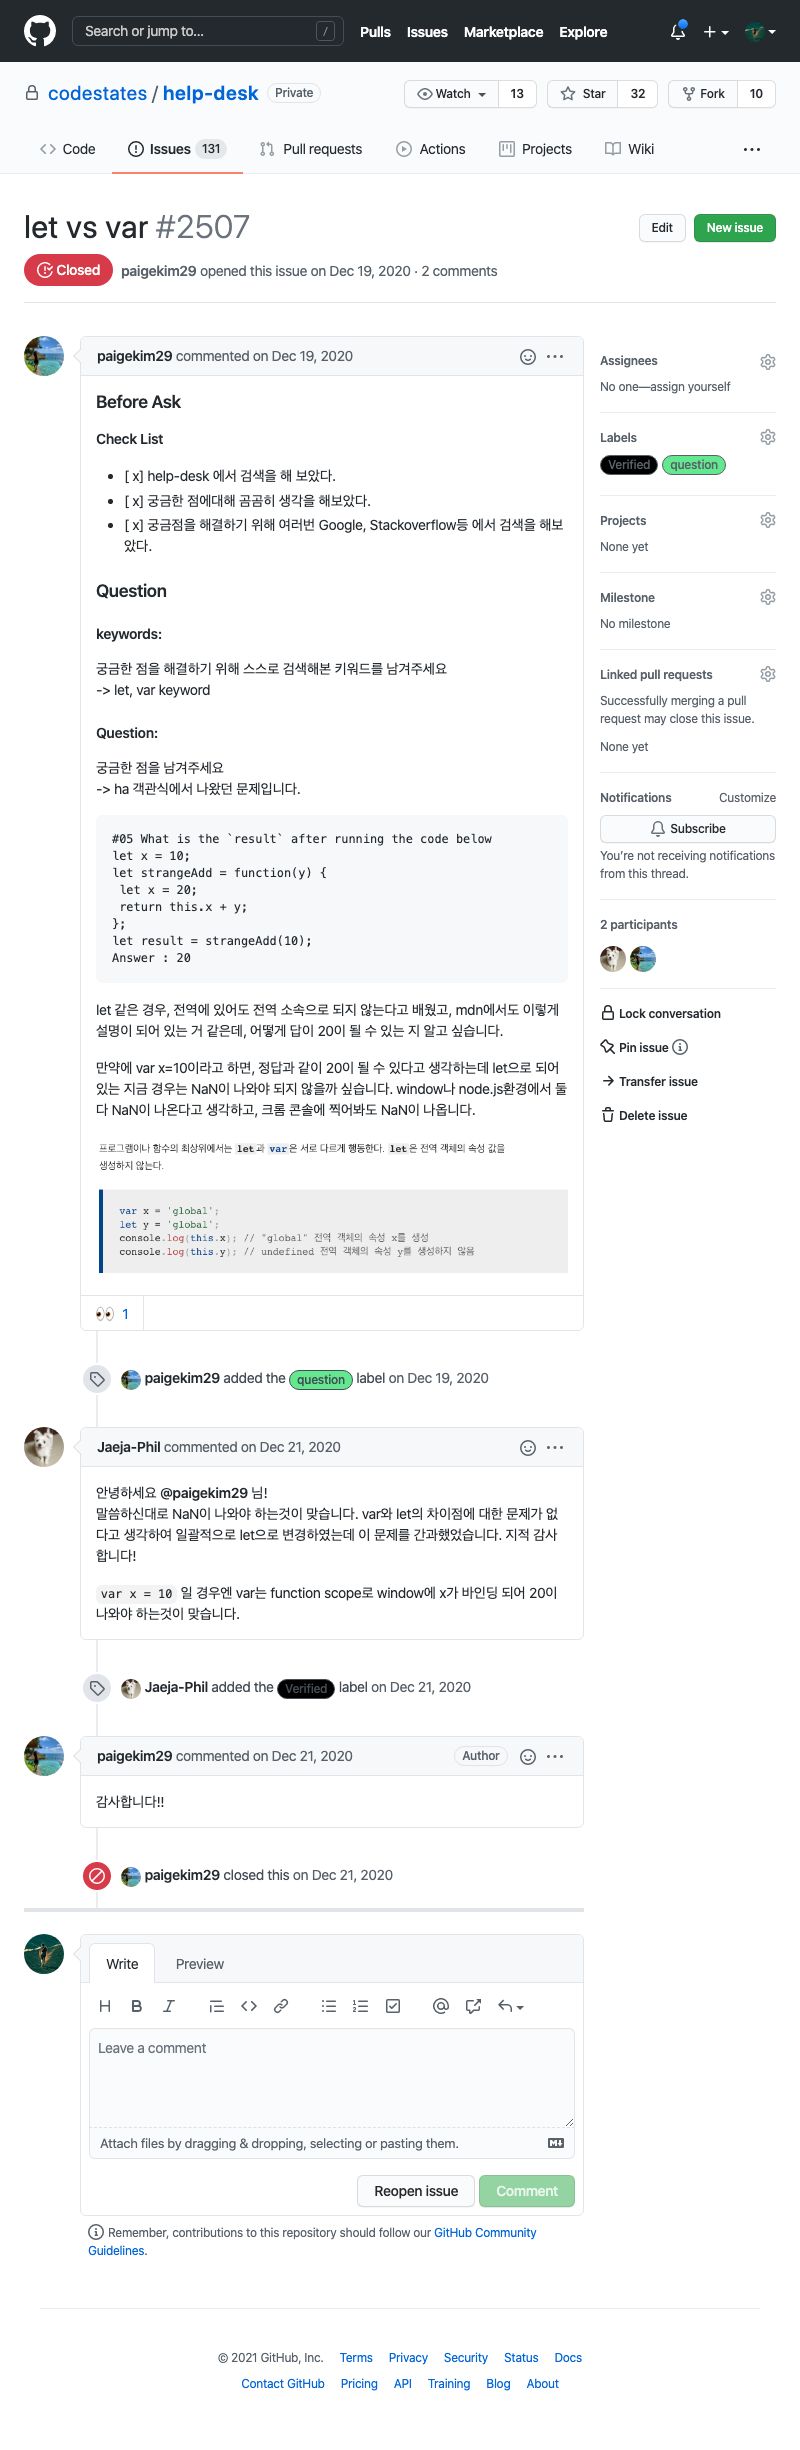 Search or jump to...
/
Pulls
Issues
Marketplace
Explore
codestates / help-desk
Private
Watch
13
Star
32
Fork
10
Code
Issues 131
Pull requests
Actions
Projects
Wiki
let vs var #2507
Edit
New issue
Closed
paigekim29 opened this issue on Dec 19, 2020 · 2 comments
paigekim29 commented on Dec 19, 2020
Before Ask
Check List
[ x] help-desk 에서 검색을 해 보았다.
[ x] 궁금한 점에대해 곰곰히 생각을 해보았다.
[ x] 궁금점을 해결하기 위해 여러번 Google, Stackoverflow등 에서 검색을 해보
았다.
Question
keywords:
궁금한 점을 해결하기 위해 스스로 검색해본 키워드를 남겨주세요
-> let, var keyword
Question:
궁금한 점을 남겨주세요
-> ha 객관식에서 나왔던 문제입니다.
#05 What is the `result` after running the code below
let x = 10;
let strangeAdd = function(y) {
let x = 20;
return this.x + y;
};
let result = strangeAdd(10);
Answer : 20
let 같은 경우, 전역에 있어도 전역 소속으로 되지 않는다고 배웠고, mdn에서도 이렇게
설명이 되어 있는 거 같은데, 어떻게 답이 20이 될 수 있는 지 알고 싶습니다.
만약에 var x=10이라고 하면, 정답과 같이 20이 될 수 있다고 생각하는데 let으로 되어
있는 지금 경우는 NaN이 나와야 되지 않을까 싶습니다. window나 node.js환경에서 둘
다 NaN이 나온다고 생각하고, 크롬 콘솔에 찍어봐도 NaN이 나옵니다.
프로그램이나 함수의 최상위에서는 let과 var은 서로 다르게 행동한다. let은 전역 객체의 속성 값을
생성하지 않는다.
var x = 'global';
let y = 'global';
console.log(this.x); // "global" 전역 객체의 속성 x를 생성
console.log(this.y); // undefined 전역 객체의 속성 y를 생성하지 않음
👀 1
paigekim29 added the question label on Dec 19, 2020
Jaeja-Phil commented on Dec 21, 2020
안녕하세요 @paigekim29 님!
말씀하신대로 NaN이 나와야 하는것이 맞습니다. var와 let의 차이점에 대한 문제가 없
다고 생각하여 일괄적으로 let으로 변경하였는데 이 문제를 간과했었습니다. 지적 감사
합니다!
var x = 10 일 경우엔 var는 function scope로 window에 x가 바인딩 되어 20이
나와야 하는것이 맞습니다.
Jaeja-Phil added the Verified label on Dec 21, 2020
paigekim29 commented on Dec 21, 2020
Author
감사합니다!!
paigekim29 closed this on Dec 21, 2020
Write
Preview
Leave a comment
Attach files by dragging & dropping, selecting or pasting them.
Reopen issue
Comment
Remember, contributions to this repository should follow our GitHub Community
Guidelines.
Assignees
No one—assign yourself
Labels
Verified
question
Projects
None yet
Milestone
No milestone
Linked pull requests
Successfully merging a pull
request may close this issue.
None yet
Notifications
Customize
Subscribe
You're not receiving notifications
from this thread.
2 participants
Lock conversation
Pin issue
Transfer issue
Delete issue
© 2021 GitHub, Inc.
Terms
Privacy
Security
Status
Docs
Contact GitHub
Pricing
API
Training
Blog
About